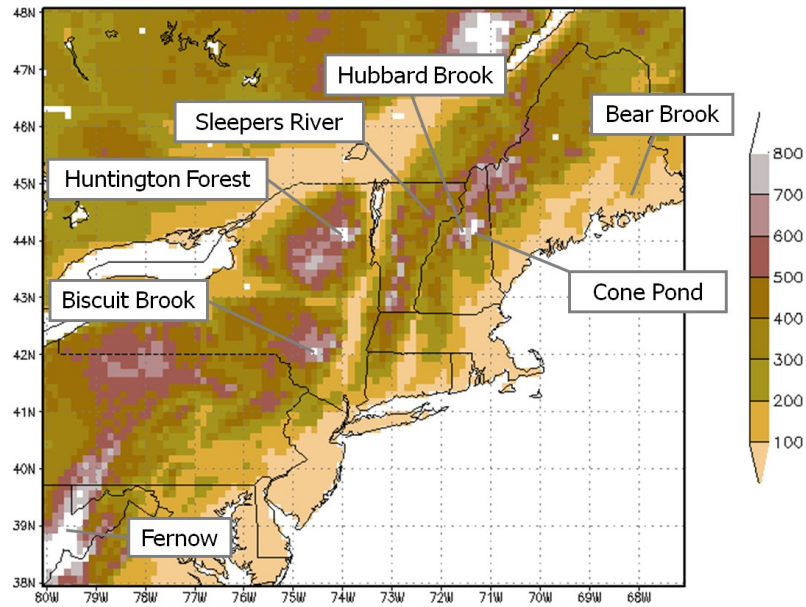 48N
47N
46N
45N
44N
43N
42N
41N
40N
39N
38N
Hubbard Brook
Bear Brook
Sleepers River
Huntington Forest
Cone Pond
Biscuit Brook
Fernow
80W 79W 78W 77W 76W 75W 74W 73W 72W 71W 70W 69W 68W
800
700
600
500
400
300
200
100